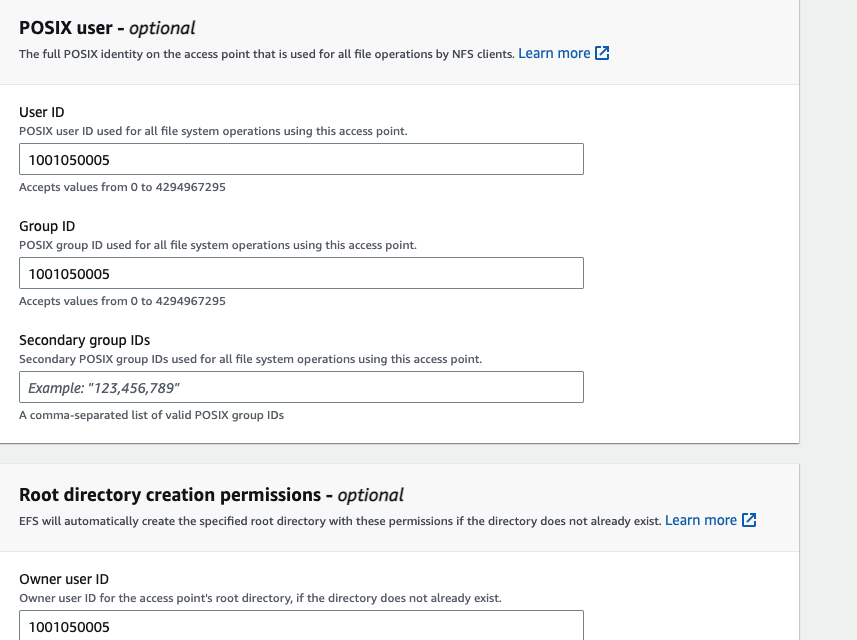 POSIX user - optional
The full POSIX identity on the access point that is used for all file operations by NFS clients. Learn more
User ID
POSIX user ID used for all file system operations using this access point.
1001050005
Accepts values from 0 to 4294967295
Group ID
POSIX group ID used for all file system operations using this access point.
1001050005
Accepts values from 0 to 4294967295
Secondary group IDs
Secondary POSIX group IDs used for all file system operations using this access point.
Example: "123,456,789"
A comma-separated list of valid POSIX group IDs
Root directory creation permissions - optional
EFS will automatically create the specified root directory with these permissions if the directory does not already exist. Learn more
Owner user ID
Owner user ID for the access point's root directory, if the directory does not already exist.
1001050005